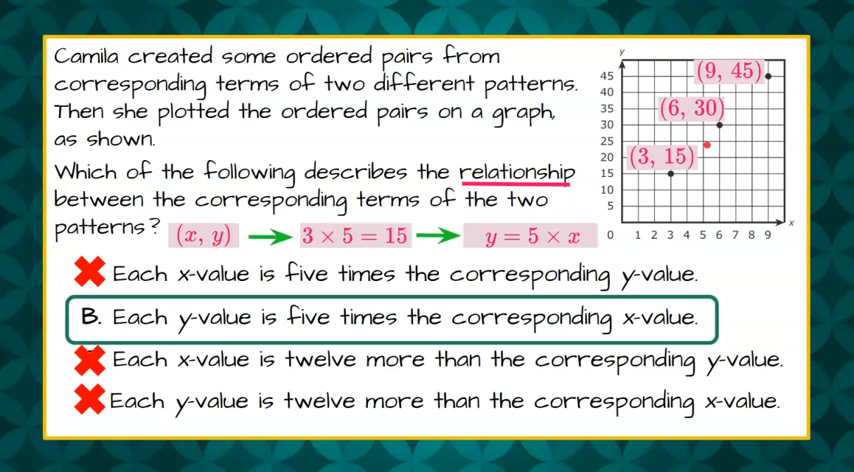 Camila created some ordered pairs from
corresponding terms of two different patterns.
Then she plotted the ordered pairs on a graph,
as shown.
Which of the following describes the relationship
between the corresponding terms of the two
patterns?
(x, y)
3 × 5 = 15
y = 5 × x
Each x-value is five times the corresponding y-value.
B. Each y-value is five times the corresponding x-value.
Each x-value is twelve more than the corresponding y-value.
Each y-value is twelve more than the corresponding x-value.
y
45
40
35
30
25
20
15
10
5
0 1 2 3 4 5 6 7 8 9
x
(9, 45)
(6, 30)
(3, 15)